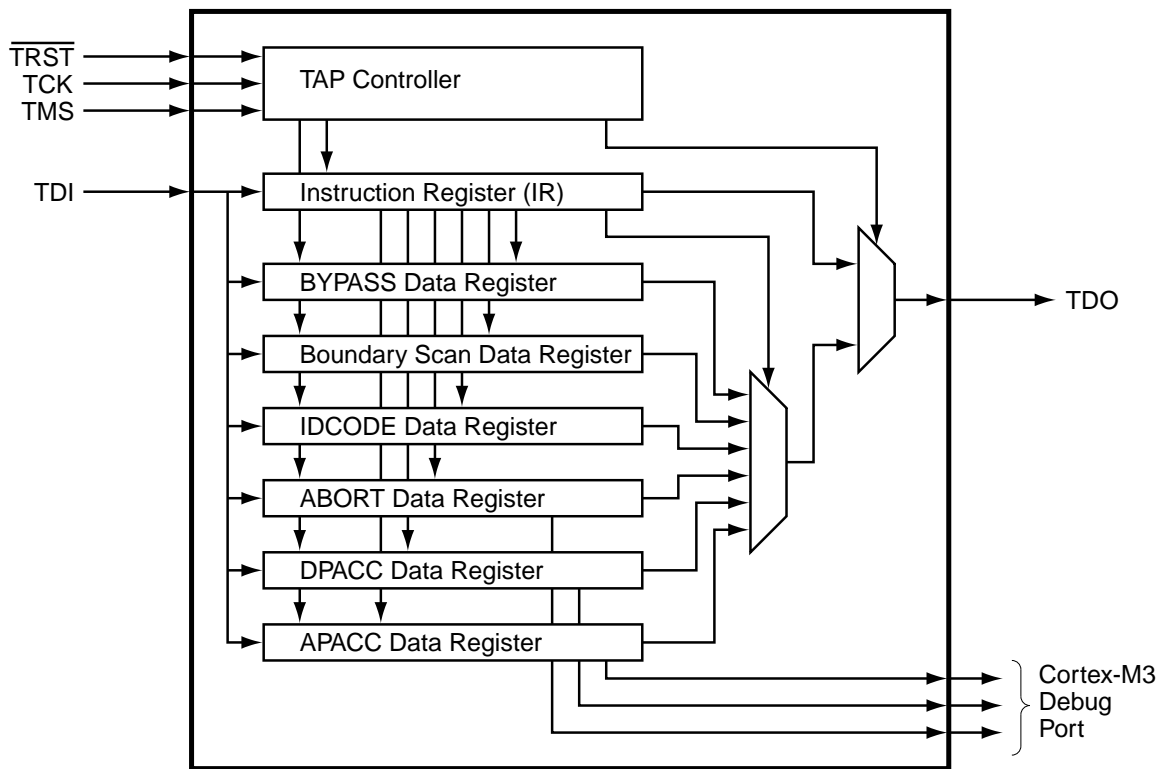 TRST
TCK
TMS
TDI
TAP Controller
Instruction Register (IR)
BYPASS Data Register
Boundary Scan Data Register
IDCODE Data Register
ABORT Data Register
DPACC Data Register
APACC Data Register
TDO
Cortex-M3
Debug
Port